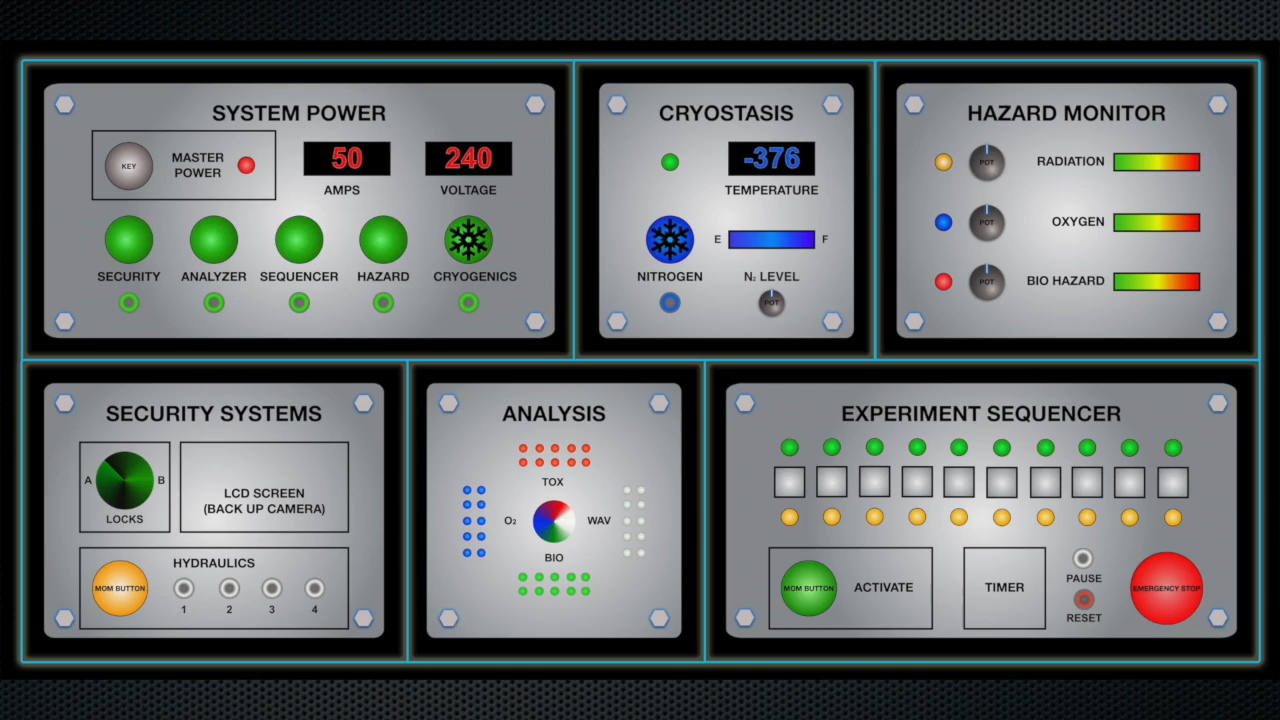 SYSTEM POWER
KEY
MASTER
POWER
50
AMPS
240
VOLTAGE
SECURITY
ANALYZER
SEQUENCER
HAZARD
CRYOGENICS
CRYOSTASIS
-376
TEMPERATURE
NITROGEN
E
F
N₂ LEVEL
POT
HAZARD MONITOR
POT
RADIATION
POT
OXYGEN
POT
BIO HAZARD
SECURITY SYSTEMS
A
B
LOCKS
LCD SCREEN
(BACK UP CAMERA)
HYDRAULICS
MOM BUTTON
1
2
3
4
ANALYSIS
TOX
O₂
WAV
BIO
EXPERIMENT SEQUENCER
MOM BUTTON
ACTIVATE
TIMER
PAUSE
RESET
EMERGENCY STOP